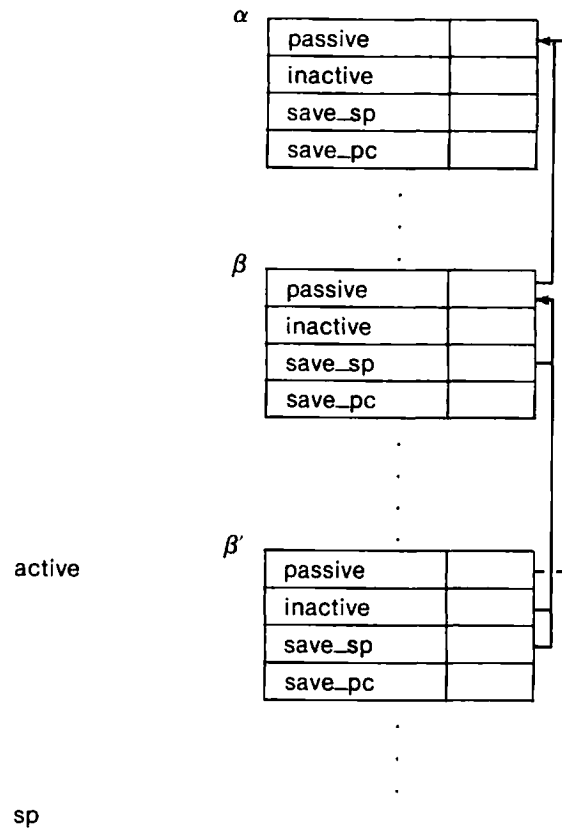 α
passive
inactive
save_sp
save_pc
β
passive
inactive
save_sp
save_pc
β′
active
passive
inactive
save_sp
save_pc
sp